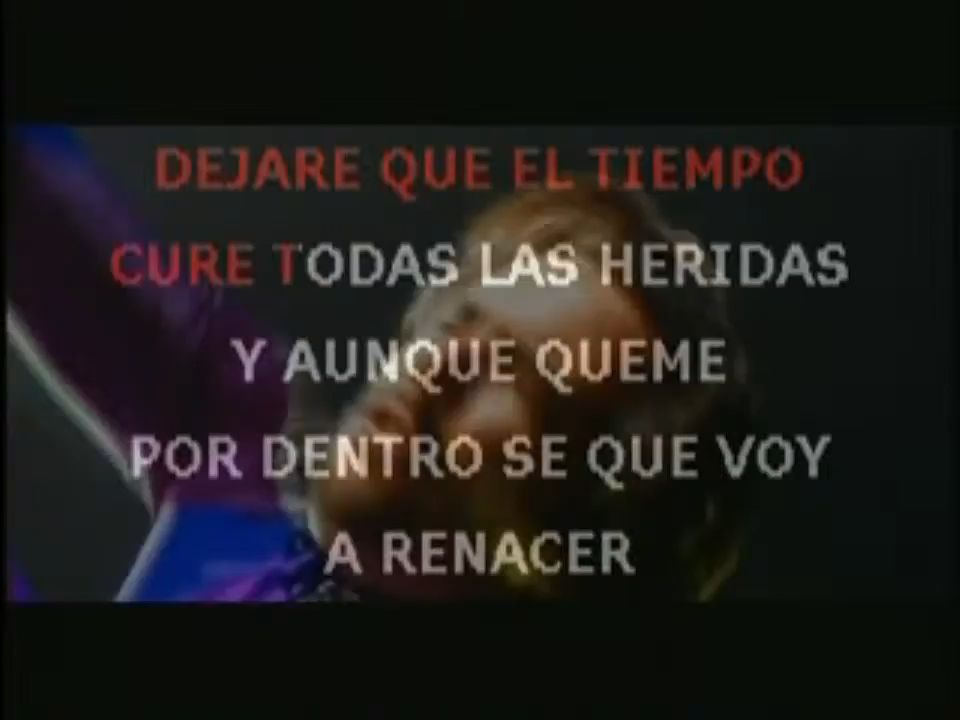 DEJARE QUE EL TIEMPO
CURE TODAS LAS HERIDAS
Y AUNQUE QUEME
POR DENTRO SE QUE VOY
A RENACER